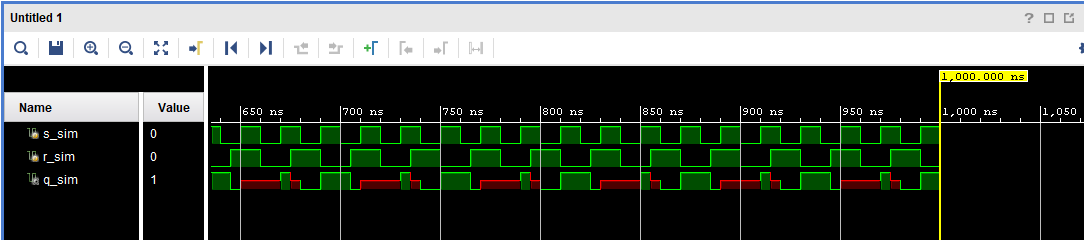 Untitled 1
1,000.000 ns
Name Value
650 ns 700 ns 750 ns 800 ns 850 ns 900 ns 950 ns 1,000 ns 1,050
s_sim 0
r_sim 0
q_sim 1